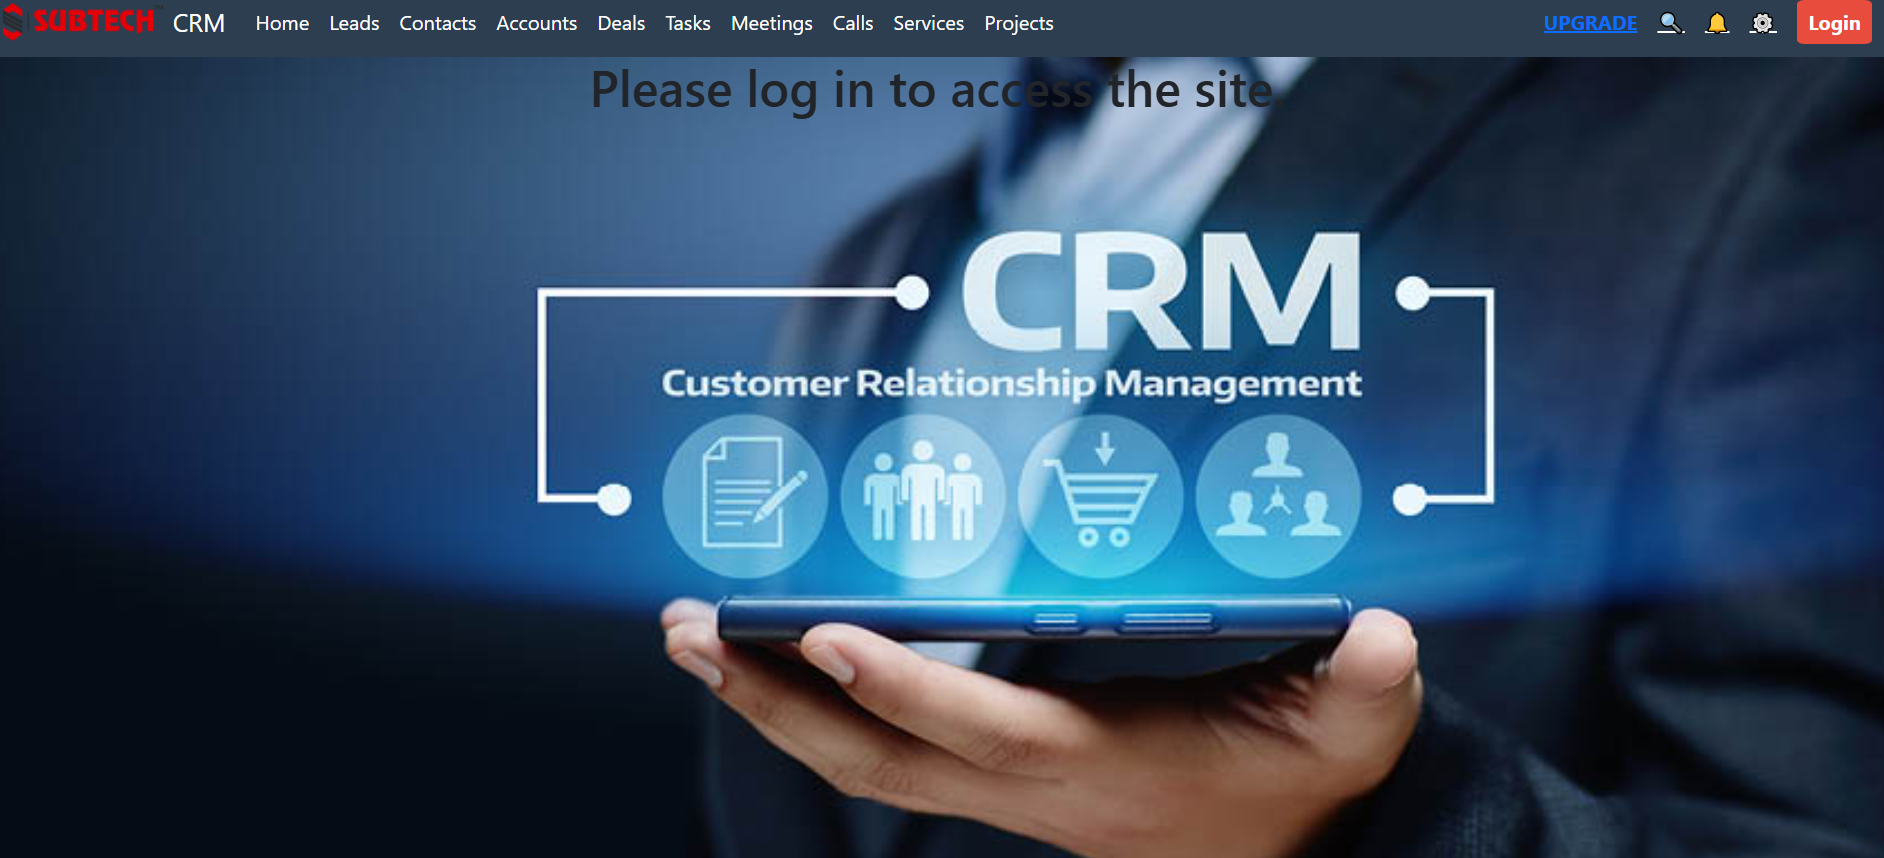 SUBTECH CRM Home Leads Contacts Accounts Deals Tasks Meetings Calls Services Projects UPGRADE Login
Please log in to access the site.
CRM
Customer Relationship Management